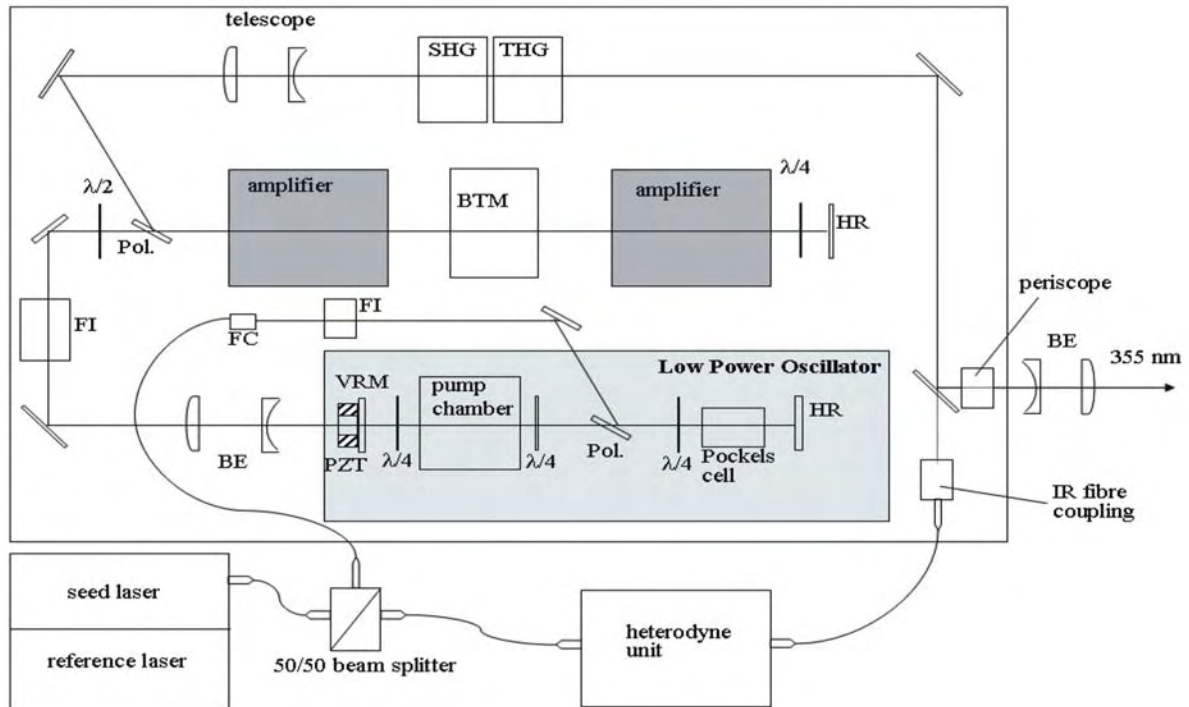 telescope
SHG
THG
λ/2
amplifier
BTM
amplifier
λ/4
HR
Pol.
periscope
FI
FC
FI
BE
355 nm
Low Power Oscillator
VRM
pump
chamber
HR
BE
PZT
λ/4
λ/4
Pol.
λ/4
Pockels
cell
IR fibre
coupling
seed laser
reference laser
50/50 beam splitter
heterodyne
unit